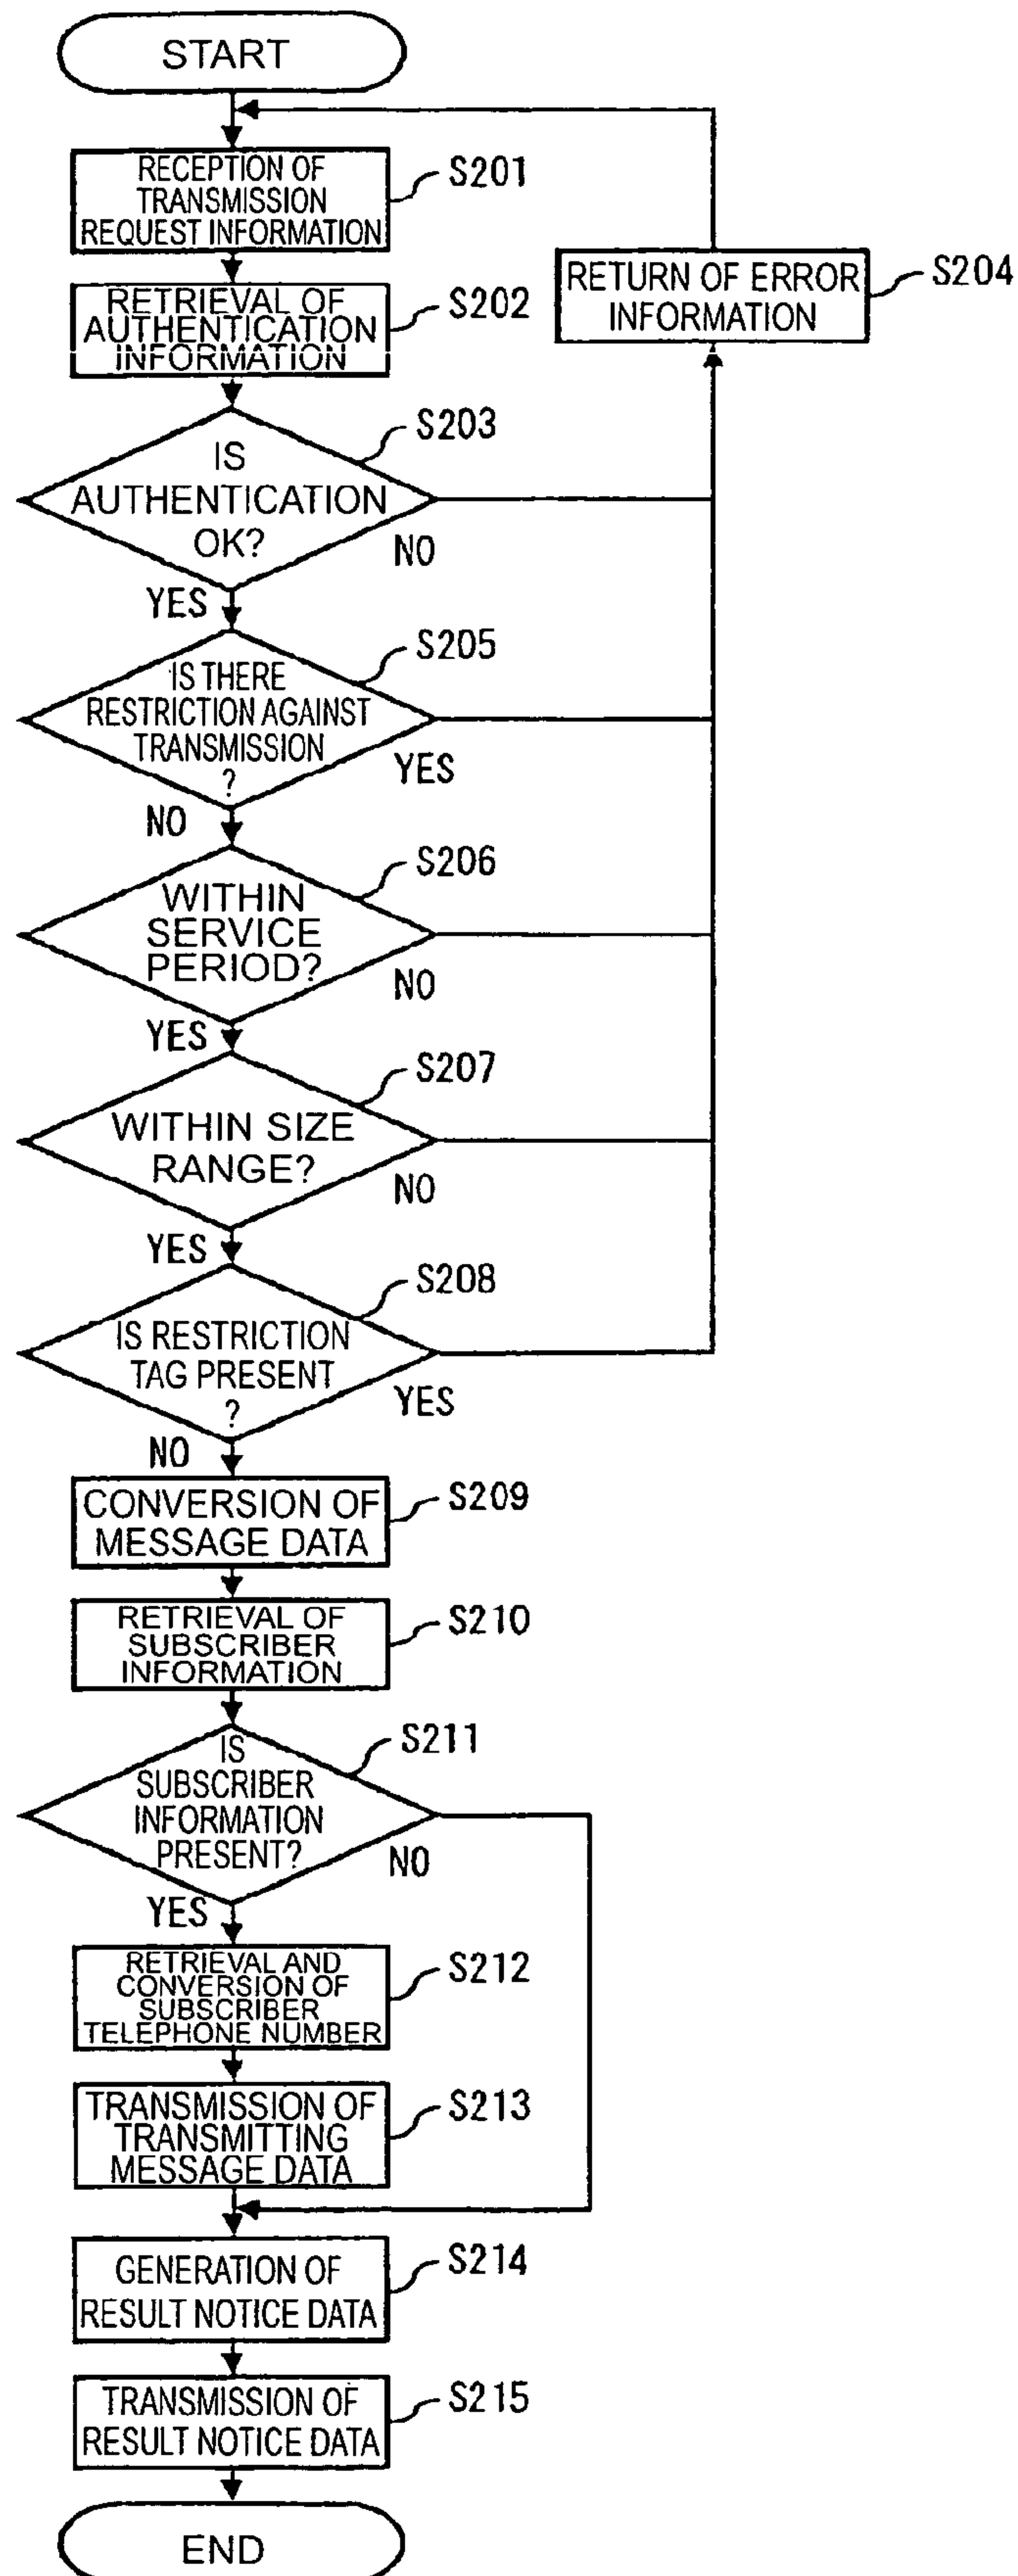 START
RECEPTION OF
TRANSMISSION
REQUEST INFORMATION
S201
RETRIEVAL OF
AUTHENTICATION
INFORMATION
S202
RETURN OF ERROR
INFORMATION
S204
IS
AUTHENTICATION
OK?
S203
NO
YES
IS THERE
RESTRICTION AGAINST
TRANSMISSION
?
S205
YES
NO
WITHIN
SERVICE
PERIOD?
S206
NO
YES
WITHIN SIZE
RANGE?
S207
NO
YES
IS RESTRICTION
TAG PRESENT
?
S208
YES
NO
CONVERSION OF
MESSAGE DATA
S209
RETRIEVAL OF
SUBSCRIBER
INFORMATION
S210
IS
SUBSCRIBER
INFORMATION
PRESENT?
S211
NO
YES
RETRIEVAL AND
CONVERSION OF
SUBSCRIBER
TELEPHONE NUMBER
S212
TRANSMISSION OF
TRANSMITTING
MESSAGE DATA
S213
GENERATION OF
RESULT NOTICE DATA
S214
TRANSMISSION OF
RESULT NOTICE DATA
S215
END